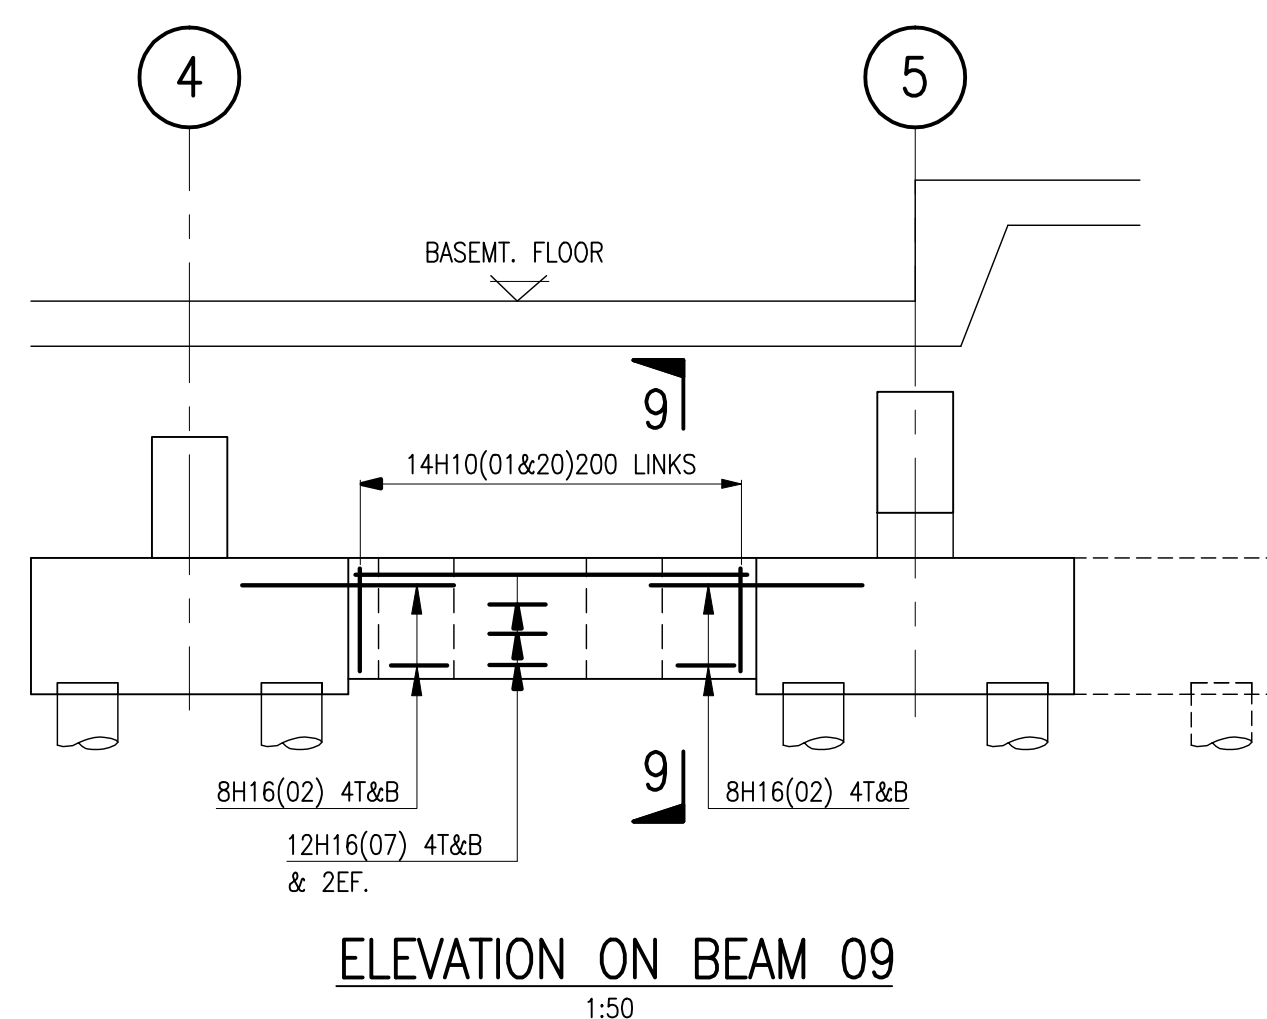 4
5
BASEMT. FLOOR
9
14H10(01&20)200 LINKS
9
8H16(02) 4T&B
8H16(02) 4T&B
12H16(07) 4T&B
& 2EF.
ELEVATION ON BEAM 09
1:50